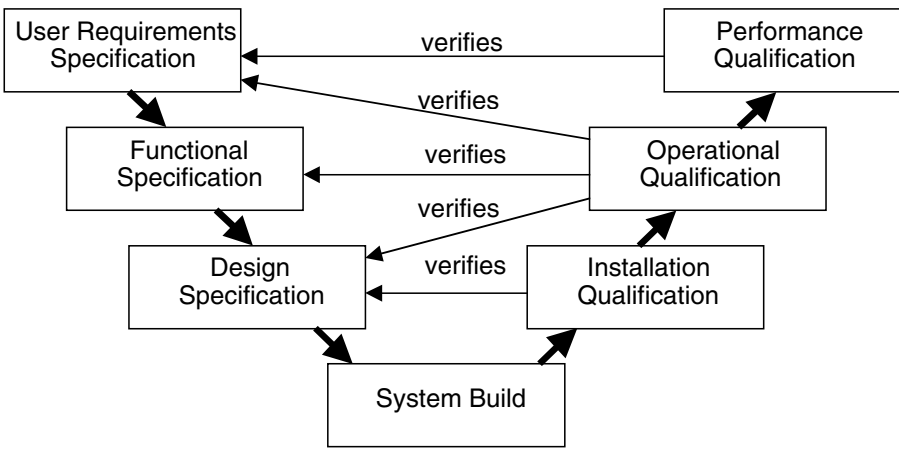 User Requirements
Specification
verifies
Performance
Qualification
verifies
Functional
Specification
verifies
Operational
Qualification
verifies
Design
Specification
verifies
Installation
Qualification
System Build